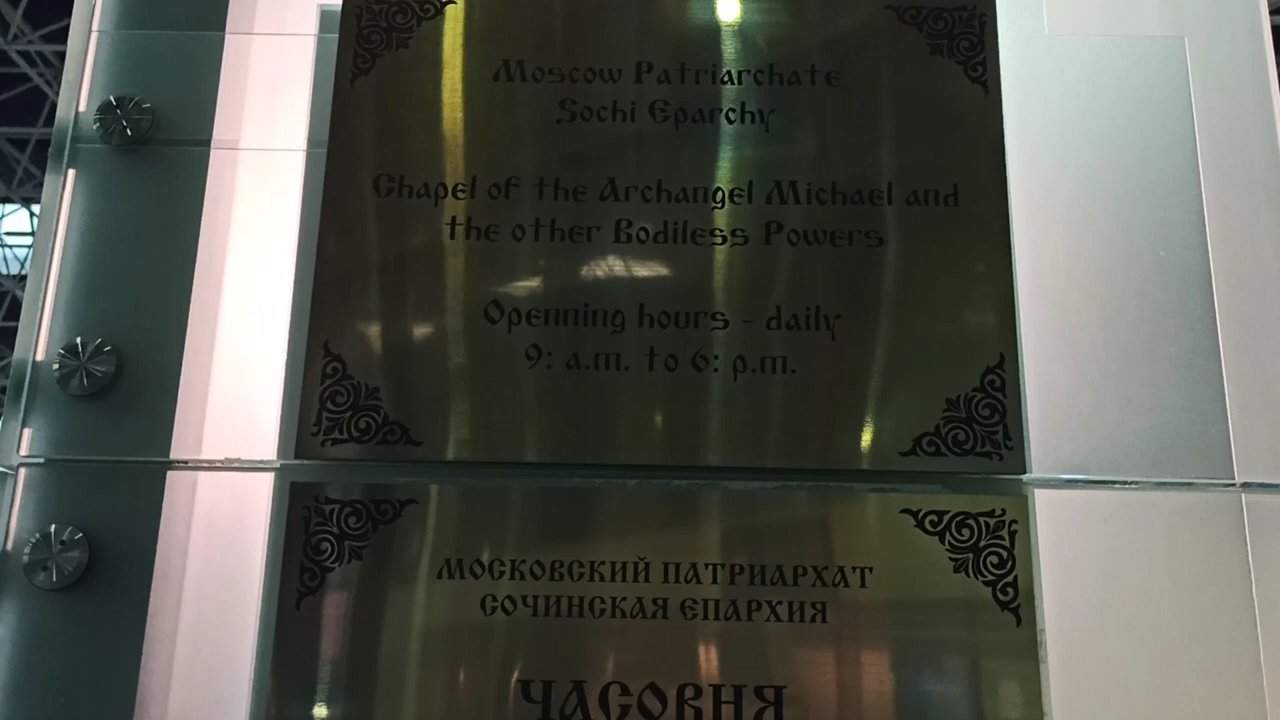 Moscow Patriarchate
Sochi Eparchy
Chapel of the Archangel Michael and
the other Bodiless Powers
Openning hours - daily
9: a.m. to 6: p.m.
МОСКОВСКИЙ ПАТРИАРХАТ
СОЧИНСКАЯ ЕПАРХИЯ
ЧАСОВНЯ